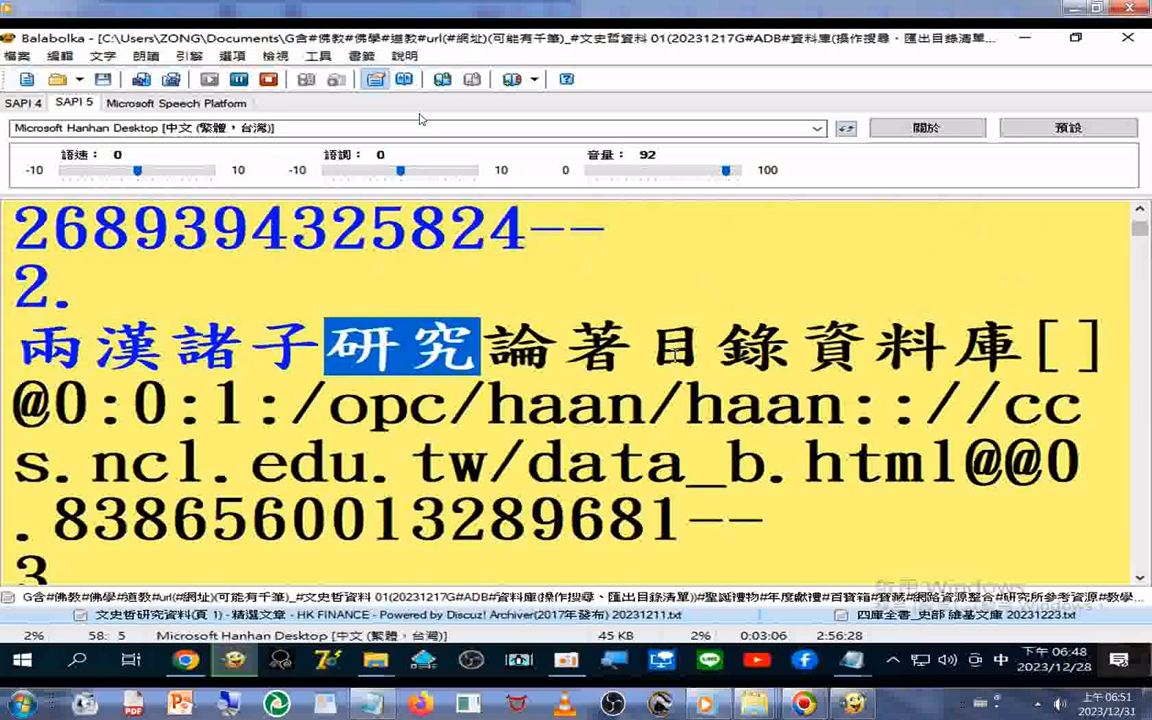 Balabolka - [C:\Users\ZONG\Documents\G含#佛教#佛學#道教#url(#網址)(可能有千筆)_#文史哲資料 01(20231217G#ADB#資料庫(操作搜尋、匯出目錄清單...
檔案 編輯 文字 朗讀 引擎 選項 檢視 工具 書籤 說明
SAPI 4 SAPI 5 Microsoft Speech Platform
Microsoft Hanhan Desktop [中文 (繁體，台灣)] 關於 預設
語速： 0 語調： 0 音量： 92
-10 10 -10 10 0 100
2689394325824--
2.
兩漢諸子研究論著目錄資料庫[]
@0:0:1:/opc/haan/haan:://cc
s.ncl.edu.tw/data_b.html@@0
.8386560013289681--
3
G含#佛教#佛學#道教#url(#網址)(可能有千筆)_#文史哲資料 01(20231217G#ADB#資料庫(操作搜尋、匯出目錄清單))#聖誕禮物#年度獻禮#百寶箱#寶藏#網路資源整合#研究所參考資源#教學...
文史哲研究資料(頁 1) - 精選文章 - HK FINANCE - Powered by Discuz! Archiver(2017年發布) 20231211.txt 四庫全書_史部 維基文庫 20231223.txt
2% 58: 5 Microsoft Hanhan Desktop [中文 (繁體，台灣)] 45 KB 2% 0:03:06 2:56:28
中 下午 06:48
2023/12/28
上午 06:51
2023/12/31